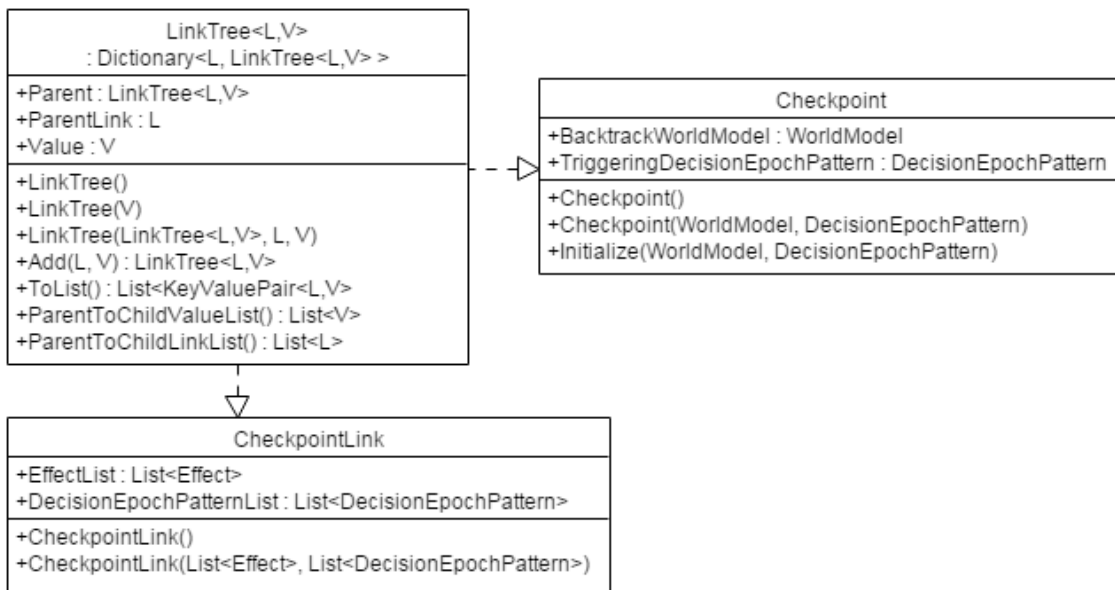 LinkTree<L,V>
: Dictionary<L, LinkTree<L,V> >
+Parent : LinkTree<L,V>
+ParentLink : L
+Value : V
+LinkTree()
+LinkTree(V)
+LinkTree(LinkTree<L,V>, L, V)
+Add(L, V) : LinkTree<L,V>
+ToList() : List<KeyValuePair<L,V>
+ParentToChildValueList() : List<V>
+ParentToChildLinkList() : List<L>
Checkpoint
+BacktrackWorldModel : WorldModel
+TriggeringDecisionEpochPattern : DecisionEpochPattern
+Checkpoint()
+Checkpoint(WorldModel, DecisionEpochPattern)
+Initialize(WorldModel, DecisionEpochPattern)
CheckpointLink
+EffectList : List<Effect>
+DecisionEpochPatternList : List<DecisionEpochPattern>
+CheckpointLink()
+CheckpointLink(List<Effect>, List<DecisionEpochPattern>)